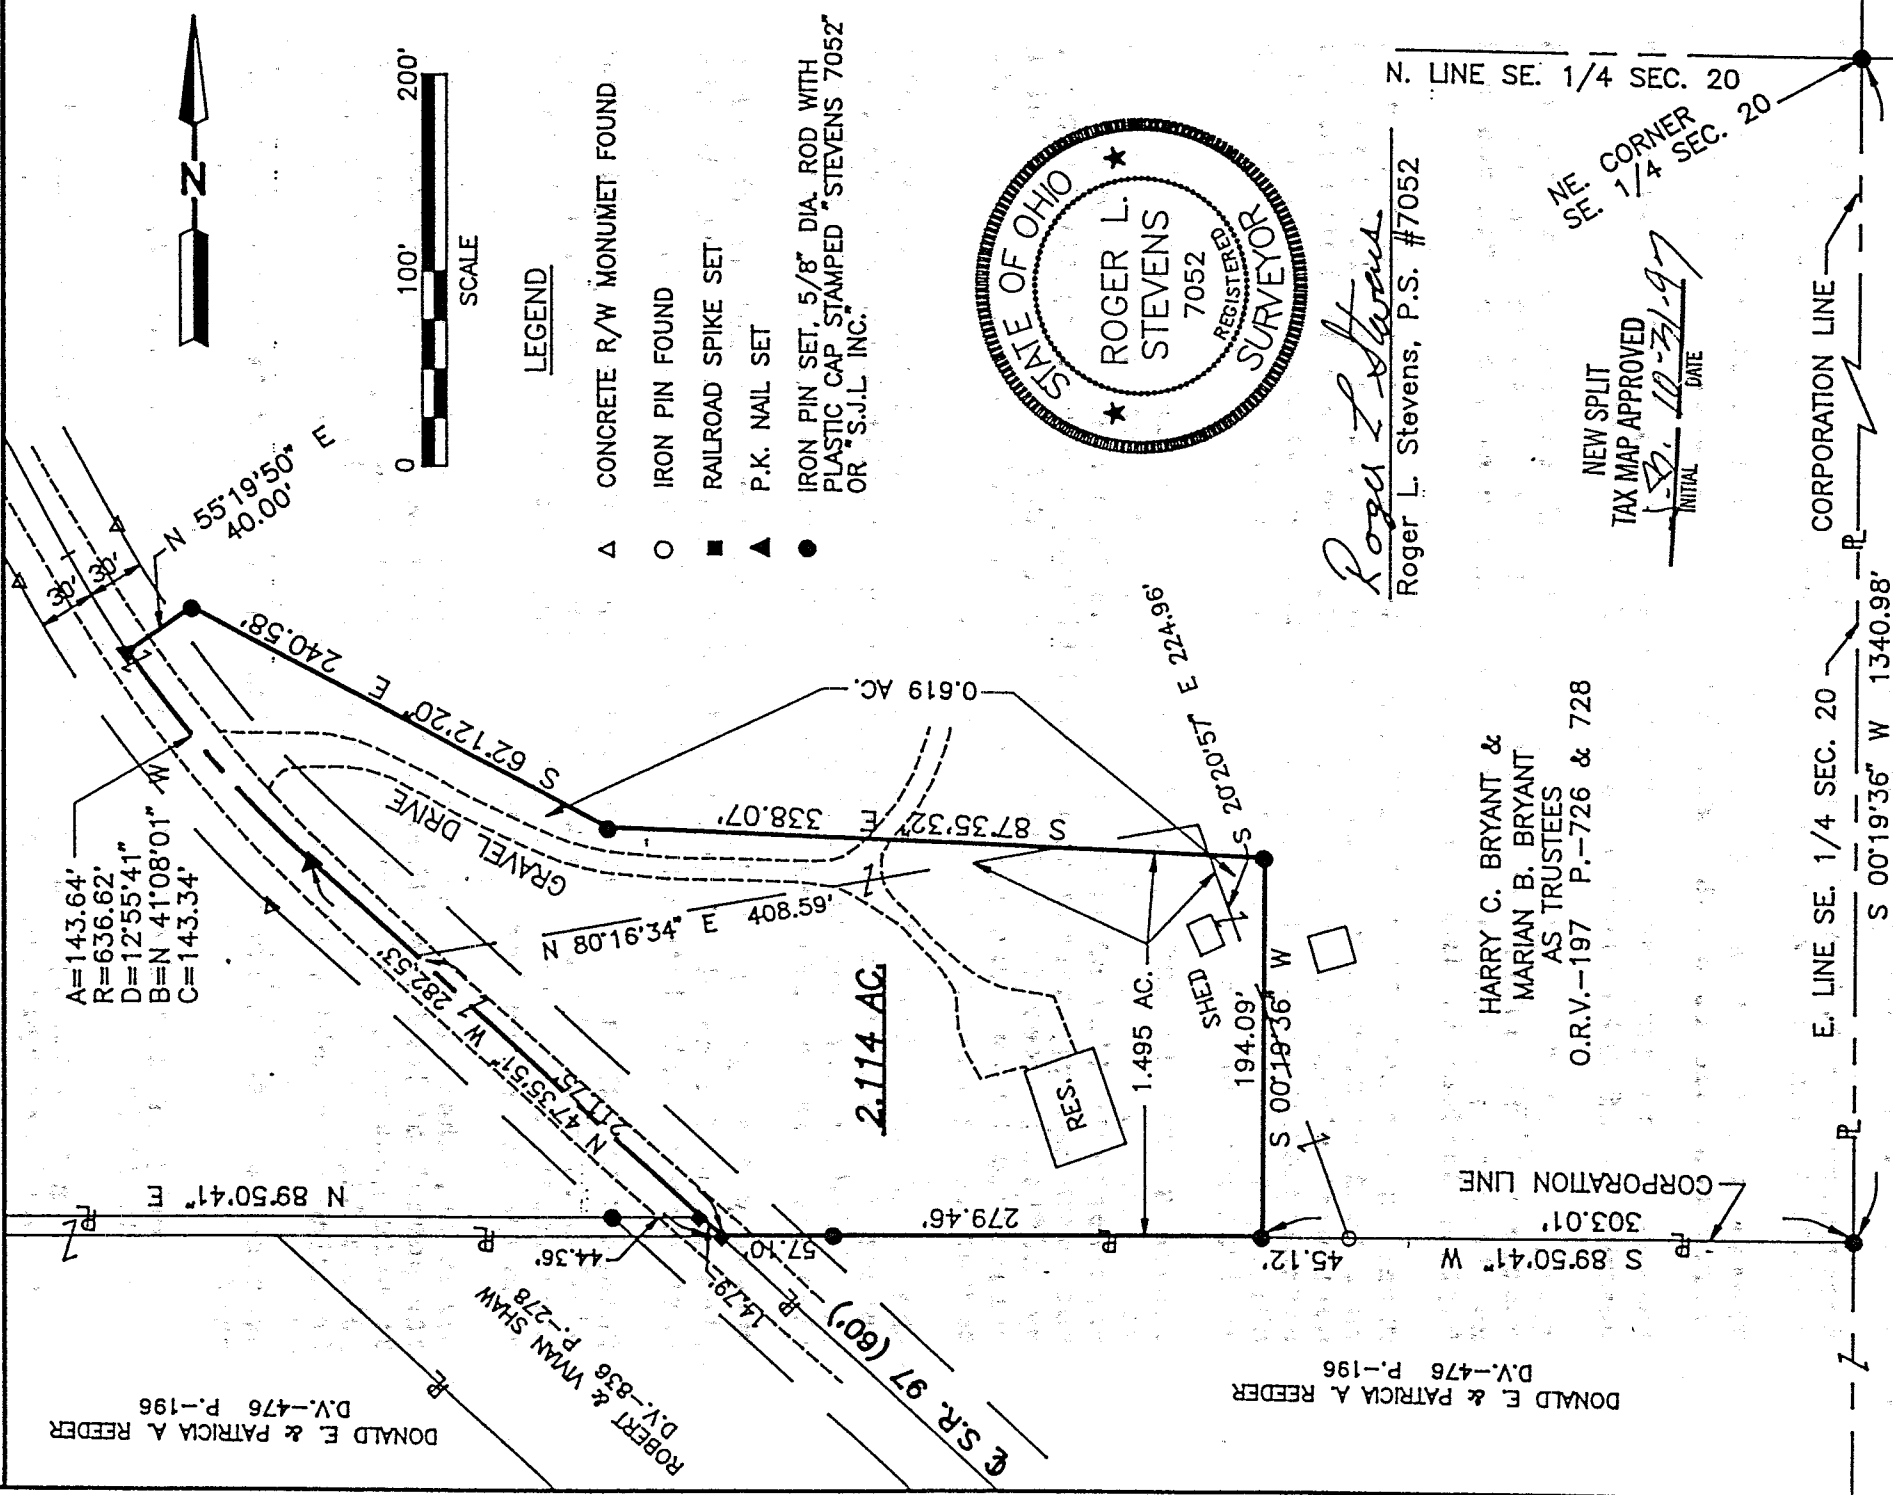 N
0 100' 200'
SCALE
LEGEND
CONCRETE R/W MONUMET FOUND
IRON PIN FOUND
RAILROAD SPIKE SET
P.K. NAIL SET
IRON PIN SET, 5/8" DIA. ROD WITH
PLASTIC CAP STAMPED "STEVENS 7052"
OR "S.J.L. INC."
STATE OF OHIO
ROGER L.
STEVENS
7052
REGISTERED
SURVEYOR
Roger L Stevens
Roger L. Stevens, P.S. #7052
NEW SPLIT
TAX MAP APPROVED
10-31-97
INITIAL DATE
N. LINE SE. 1/4 SEC. 20
NE. CORNER
SE. 1/4 SEC. 20
CORPORATION LINE
E. LINE SE. 1/4 SEC. 20
S 00°19'36" W 1340.98'
N 55°19'50" E
40.00'
30' 30'
A=143.64'
R=636.62'
D=12°55'41"
B=N 41°08'01" W
C=143.34'
S 62°12'20" E 240.58'
GRAVEL DRIVE
S 87°35'32" E 338.07'
0.619 AC.
S 20°20'57" E 224.96'
N 80°16'34" E 408.59'
N 47°35'51" W 282.53'
211.75'
2.114 AC.
1.495 AC.
RES.
SHED
194.09'
S 00°19'36" W
HARRY C. BRYANT &
MARIAN B. BRYANT
AS TRUSTEES
O.R.V.-197 P.-726 & 728
N 89°50'41" E
44.36'
57.10'
14.79'
279.46'
45.12'
303.01'
S 89°50'41" W
CORPORATION LINE
℄ S.R. 97 (60')
ROBERT & VIVIAN SHAW
D.V.-836 P.-278
DONALD E. & PATRICIA A. REEDER
D.V.-476 P.-196
DONALD E. & PATRICIA A. REEDER
D.V.-476 P.-196